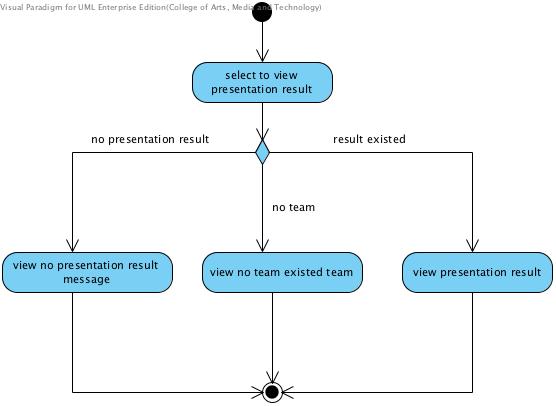 Visual Paradigm for UML Enterprise Edition(College of Arts, Media and Technology)
select to view
presentation result
no presentation result
result existed
no team
view no presentation result
message
view no team existed team
view presentation result